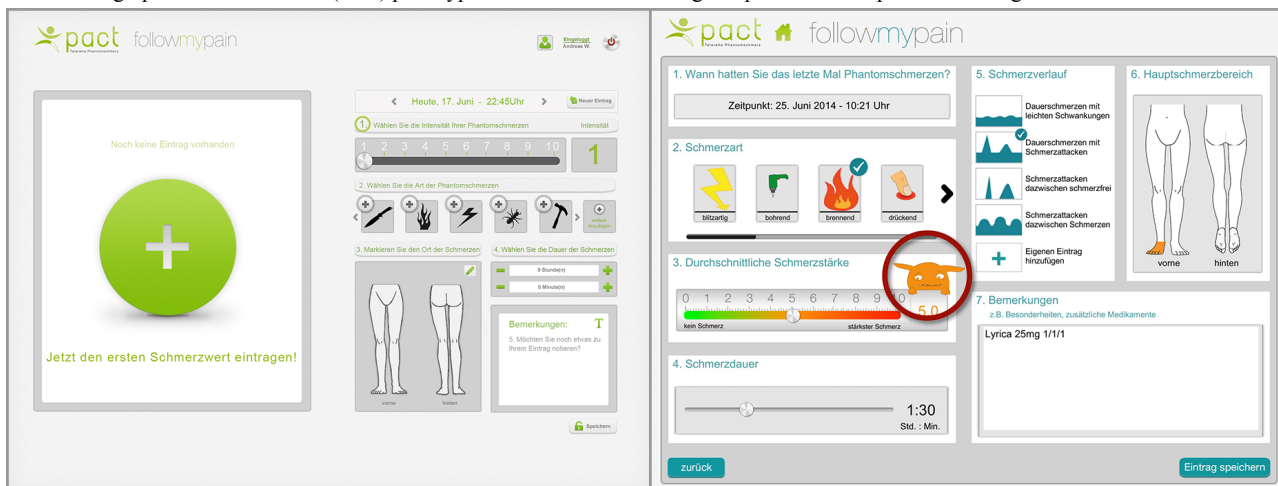 pact followmypain
Telereha Phantomschmerz
Eingeloggt
Andreas W.
Noch keine Eintrag vorhanden
Jetzt den ersten Schmerzwert eintragen!
Heute, 17. Juni - 22:45Uhr
Neuer Eintrag
1. Wählen Sie die Intensität Ihrer Phantomschmerzen
Intensität
1 2 3 4 5 6 7 8 9 10
1
2. Wählen Sie die Art der Phantomschmerzen
weitere
hinzufügen
3. Markieren Sie den Ort der Schmerzen
vorne
hinten
4. Wählen Sie die Dauer der Schmerzen
0 Stunde(n)
0 Minute(n)
Bemerkungen: T
5. Möchten Sie noch etwas zu
Ihrem Eintrag notieren?
Speichern
pact followmypain
Telereha Phantomschmerz
1. Wann hatten Sie das letzte Mal Phantomschmerzen?
Zeitpunkt: 25. Juni 2014 - 10:21 Uhr
2. Schmerzart
blitzartig
bohrend
brennend
drückend
3. Durchschnittliche Schmerzstärke
0 1 2 3 4 5 6 7 8 9 10
kein Schmerz
stärkster Schmerz
5.0
4. Schmerzdauer
1:30
Std. : Min.
5. Schmerzverlauf
Dauerschmerzen mit
leichten Schwankungen
Dauerschmerzen mit
Schmerzattacken
Schmerzattacken
dazwischen schmerzfrei
Schmerzattacken
dazwischen Schmerzen
Eigenen Eintrag
hinzufügen
6. Hauptschmerzbereich
vorne
hinten
7. Bemerkungen
z.B. Besonderheiten, zusätzliche Medikamente
Lyrica 25mg 1/1/1
zurück
Eintrag speichern